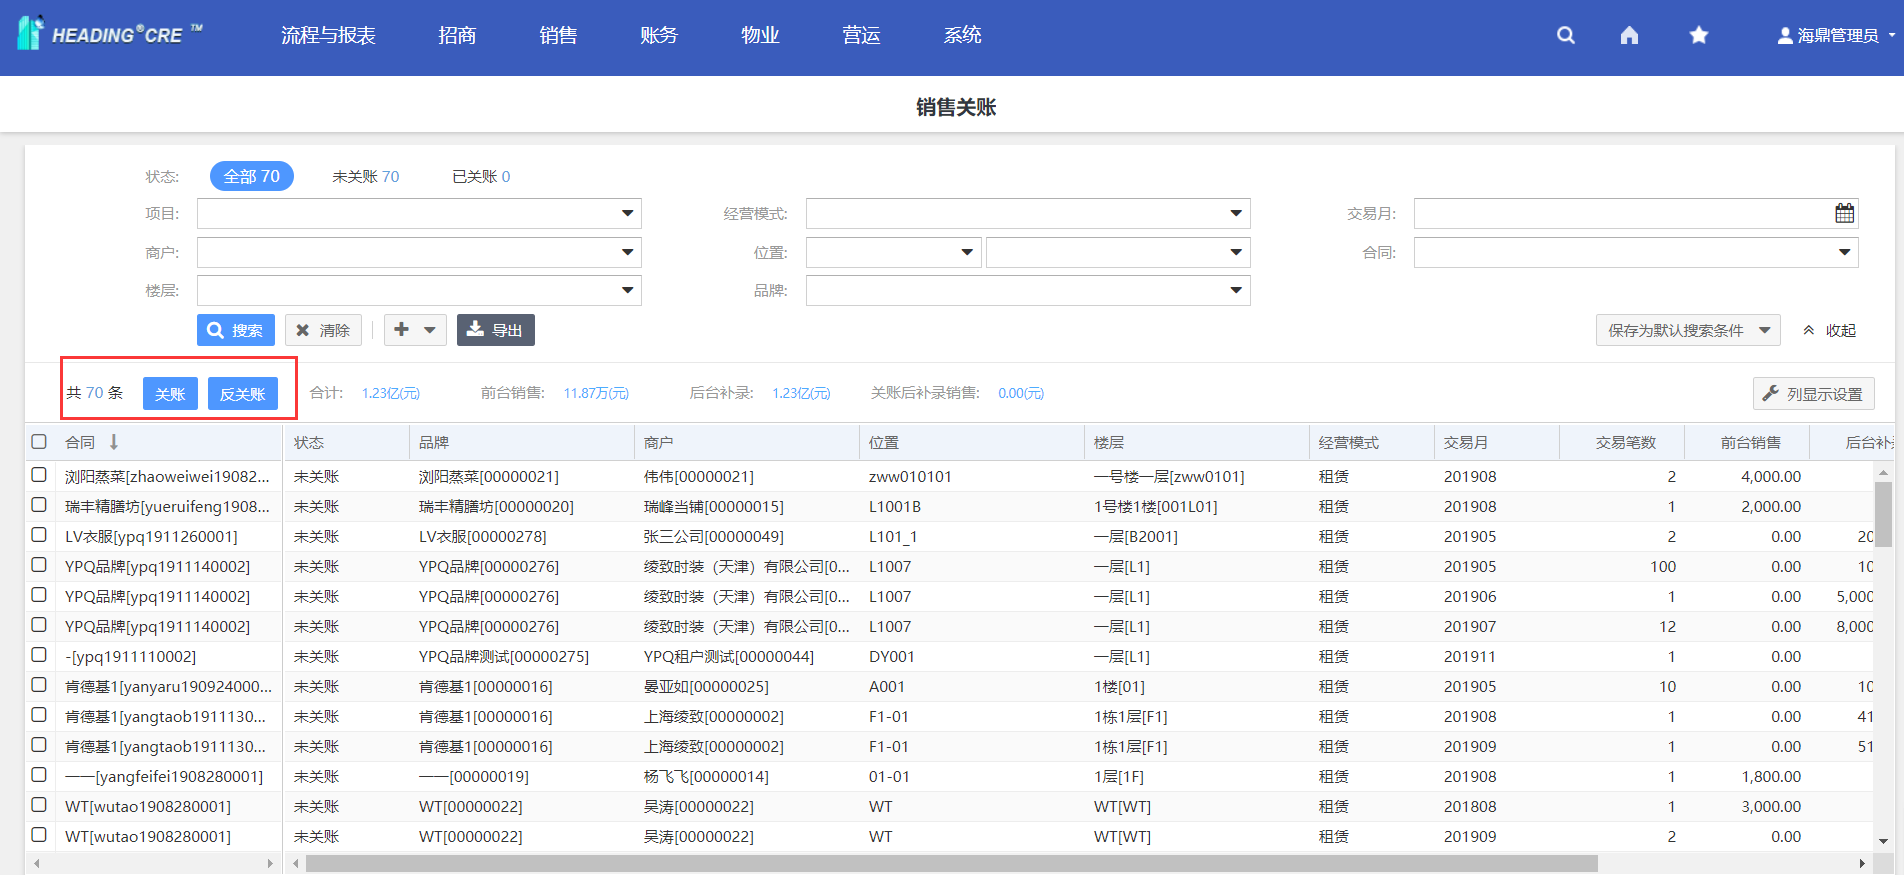 HEADING®CRE ™ 流程与报表 招商 销售 账务 物业 营运 系统 海鼎管理员
销售关账
状态: 全部 70 未关账 70 已关账 0
项目: 经营模式: 交易月:
商户: 位置: 合同:
楼层: 品牌:
搜索 清除 导出 保存为默认搜索条件 收起
共 70 条 关账 反关账 合计: 1.23亿(元) 前台销售: 11.87万(元) 后台补录: 1.23亿(元) 关账后补录销售: 0.00(元) 列显示设置
合同 状态 品牌 商户 位置 楼层 经营模式 交易月 交易笔数 前台销售 后台补
浏阳蒸菜[zhaoweiwei19082... 未关账 浏阳蒸菜[00000021] 伟伟[00000021] zww010101 一号楼一层[zww0101] 租赁 201908 2 4,000.00
瑞丰精膳坊[yueruifeng1908... 未关账 瑞丰精膳坊[00000020] 瑞峰当铺[00000015] L1001B 1号楼1楼[001L01] 租赁 201908 1 2,000.00
LV衣服[ypq1911260001] 未关账 LV衣服[00000278] 张三公司[00000049] L101_1 一层[B2001] 租赁 201905 2 0.00 20
YPQ品牌[ypq1911140002] 未关账 YPQ品牌[00000276] 绫致时装（天津）有限公司[0... L1007 一层[L1] 租赁 201905 100 0.00 10
YPQ品牌[ypq1911140002] 未关账 YPQ品牌[00000276] 绫致时装（天津）有限公司[0... L1007 一层[L1] 租赁 201906 1 0.00 5,000
YPQ品牌[ypq1911140002] 未关账 YPQ品牌[00000276] 绫致时装（天津）有限公司[0... L1007 一层[L1] 租赁 201907 12 0.00 8,000
-[ypq1911110002] 未关账 YPQ品牌测试[00000275] YPQ租户测试[00000044] DY001 一层[L1] 租赁 201911 1 0.00
肯德基1[yanyaru190924000... 未关账 肯德基1[00000016] 晏亚如[00000025] A001 1楼[01] 租赁 201905 10 0.00 10
肯德基1[yangtaob1911130... 未关账 肯德基1[00000016] 上海绫致[00000002] F1-01 1栋1层[F1] 租赁 201908 1 0.00 41
肯德基1[yangtaob1911130... 未关账 肯德基1[00000016] 上海绫致[00000002] F1-01 1栋1层[F1] 租赁 201909 1 0.00 51
一一[yangfeifei1908280001] 未关账 一一[00000019] 杨飞飞[00000014] 01-01 1层[1F] 租赁 201908 1 1,800.00
WT[wutao1908280001] 未关账 WT[00000022] 吴涛[00000022] WT WT[WT] 租赁 201808 1 3,000.00
WT[wutao1908280001] 未关账 WT[00000022] 吴涛[00000022] WT WT[WT] 租赁 201909 2 0.00